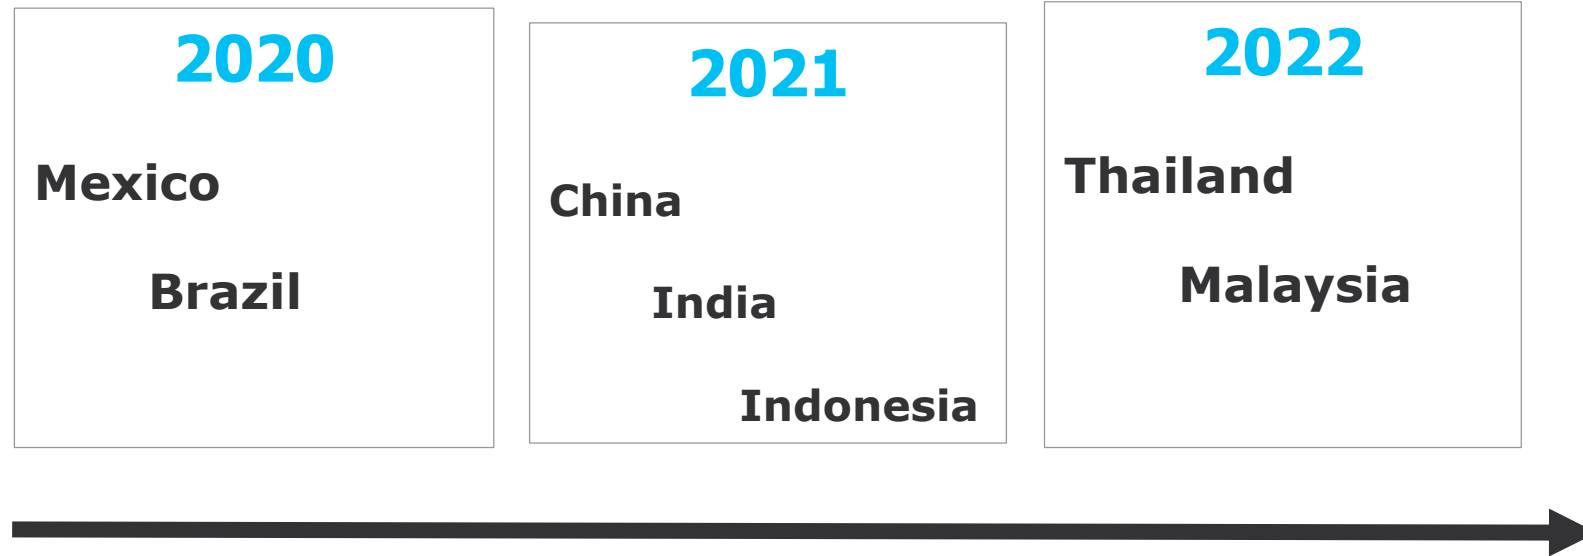 2020
Mexico
Brazil
2021
China
India
Indonesia
2022
Thailand
Malaysia